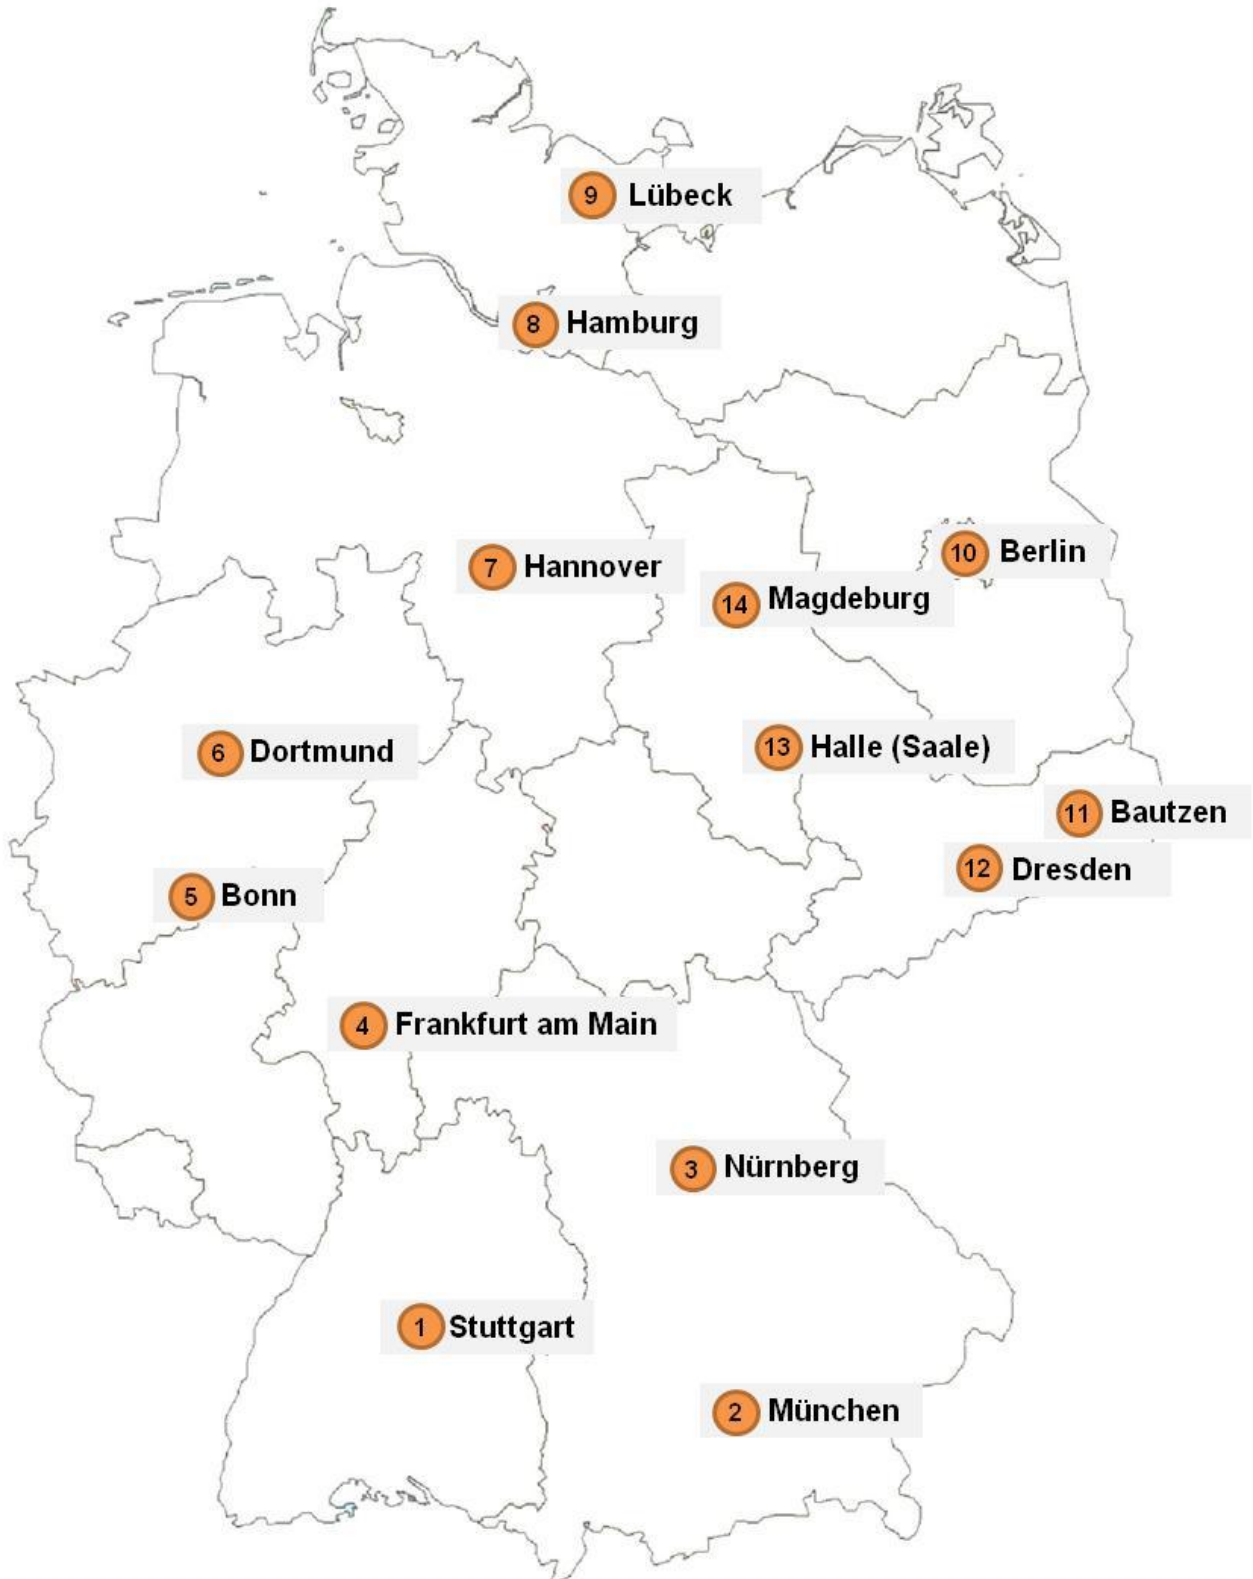 9 Lübeck
8 Hamburg
10 Berlin
7 Hannover
14 Magdeburg
13 Halle (Saale)
6 Dortmund
11 Bautzen
12 Dresden
5 Bonn
4 Frankfurt am Main
3 Nürnberg
1 Stuttgart
2 München